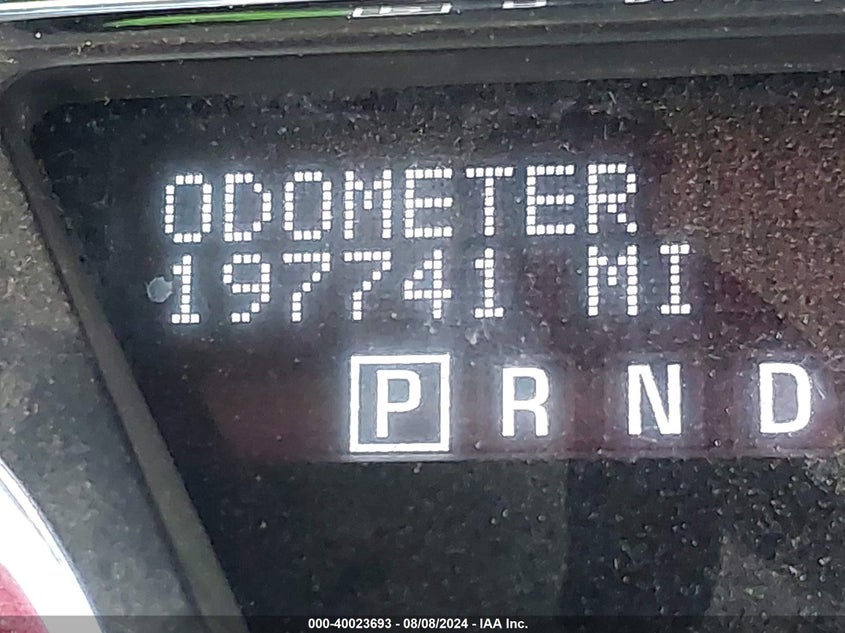 ODOMETER
197741 MI
P R N D
000-40023693 - 08/08/2024 - IAA Inc.